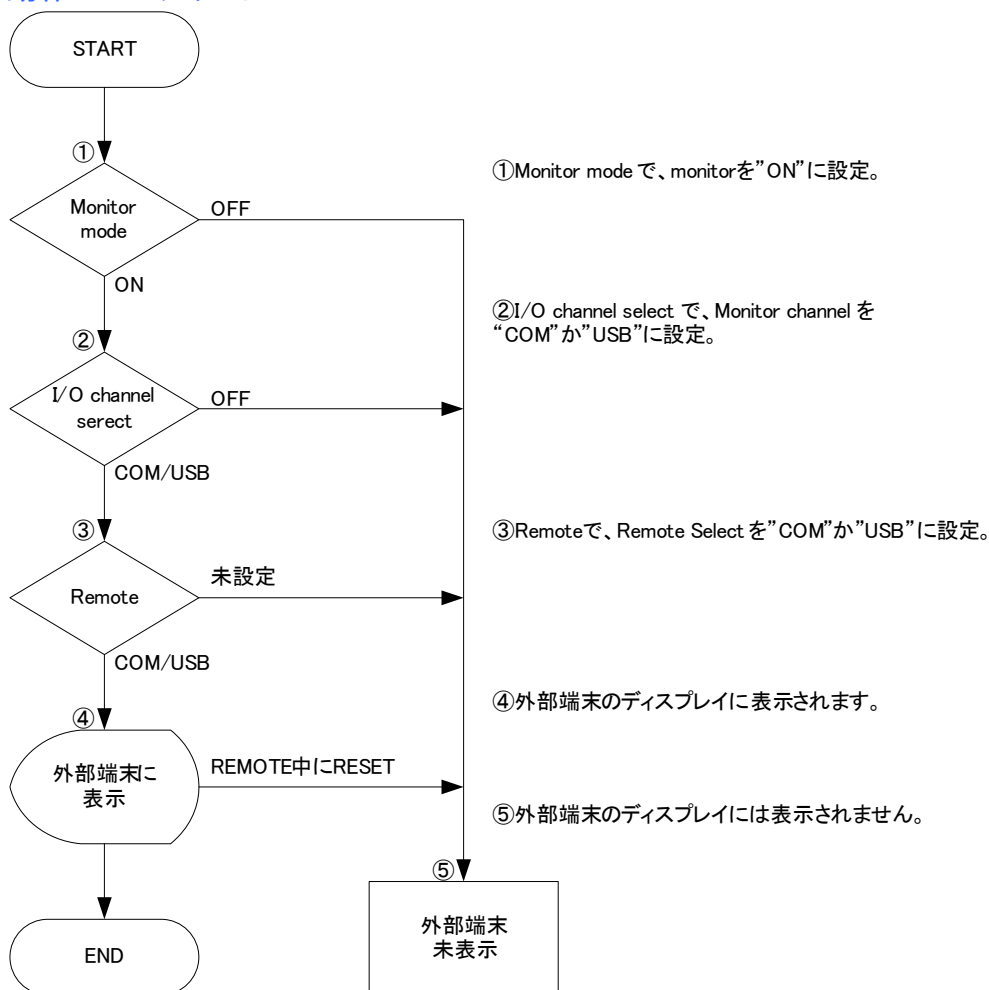 START
①
①Monitor modeで、monitorを”ON”に設定。
Monitor
mode
OFF
ON
②I/O channel select で、Monitor channel を
“COM”か”USB”に設定。
②
I/O channel
serect
OFF
COM/USB
③
③Remoteで、Remote Select を”COM”か”USB”に設定。
未設定
Remote
COM/USB
④外部端末のディスプレイに表示されます。
④
外部端末に
表示
REMOTE中にRESET
⑤外部端末のディスプレイには表示されません。
⑤
外部端末
未表示
END